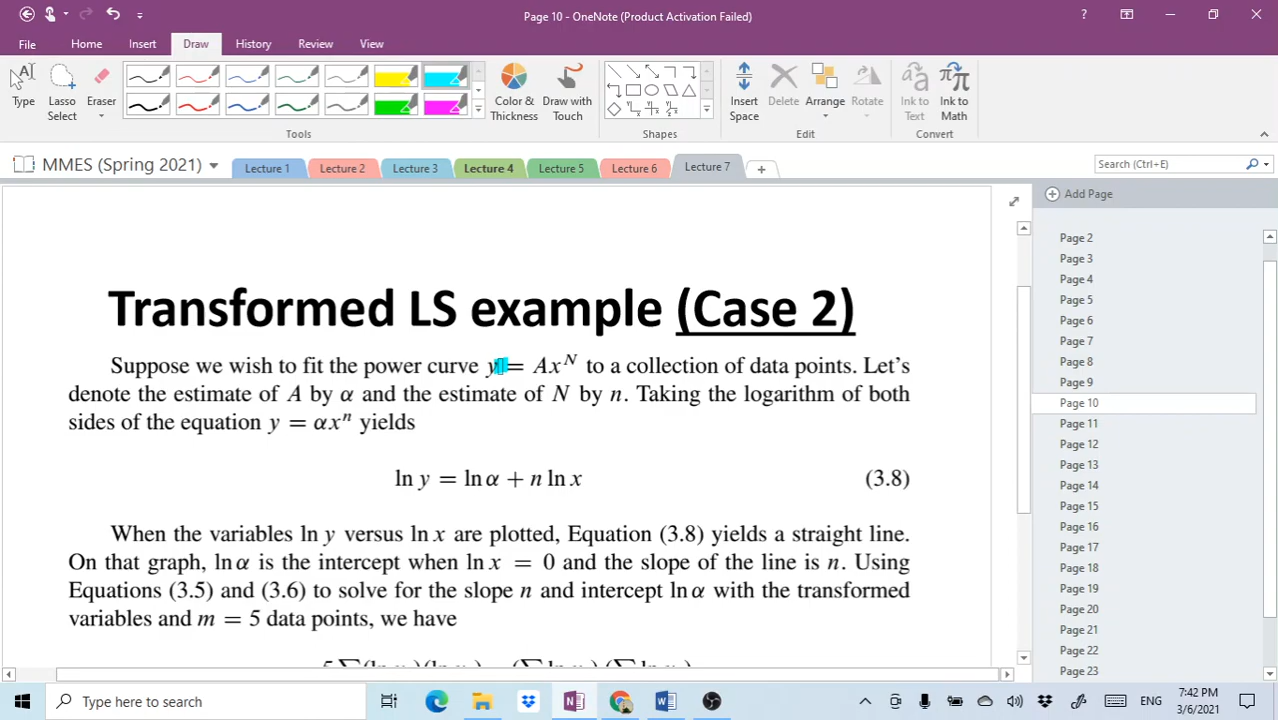 Page 10 - OneNote (Product Activation Failed)
File Home Insert Draw History Review View
Type Lasso Select Eraser Color & Thickness Draw with Touch Insert Space Delete Arrange Rotate Ink to Text Ink to Math
Tools Shapes Edit Convert
MMES (Spring 2021) Lecture 1 Lecture 2 Lecture 3 Lecture 4 Lecture 5 Lecture 6 Lecture 7 Search (Ctrl+E)
Add Page
Page 2
Page 3
Page 4
Page 5
Page 6
Page 7
Page 8
Page 9
Page 10
Page 11
Page 12
Page 13
Page 14
Page 15
Page 16
Page 17
Page 18
Page 19
Page 20
Page 21
Page 22
Page 23
Transformed LS example (Case 2)
Suppose we wish to fit the power curve y = Ax^N to a collection of data points. Let's
denote the estimate of A by α and the estimate of N by n. Taking the logarithm of both
sides of the equation y = αx^n yields
ln y = ln α + n ln x (3.8)
When the variables ln y versus ln x are plotted, Equation (3.8) yields a straight line.
On that graph, ln α is the intercept when ln x = 0 and the slope of the line is n. Using
Equations (3.5) and (3.6) to solve for the slope n and intercept ln α with the transformed
variables and m = 5 data points, we have
Type here to search
ENG
7:42 PM
3/6/2021